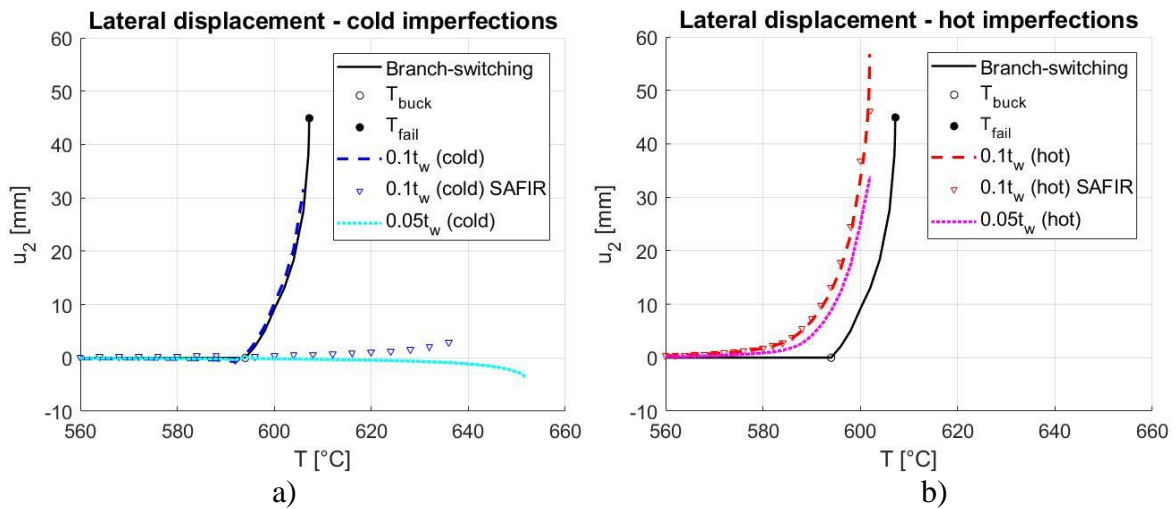 Lateral displacement - cold imperfections
60
50
40
30
20
10
0
-10
u2 [mm]
560
580
600
620
640
660
T [°C]
Branch-switching
Tbuck
Tfail
0.1tw (cold)
0.1tw (cold) SAFIR
0.05tw (cold)
a)
Lateral displacement - hot imperfections
60
50
40
30
20
10
0
-10
u2 [mm]
560
580
600
620
640
660
T [°C]
Branch-switching
Tbuck
Tfail
0.1tw (hot)
0.1tw (hot) SAFIR
0.05tw (hot)
b)